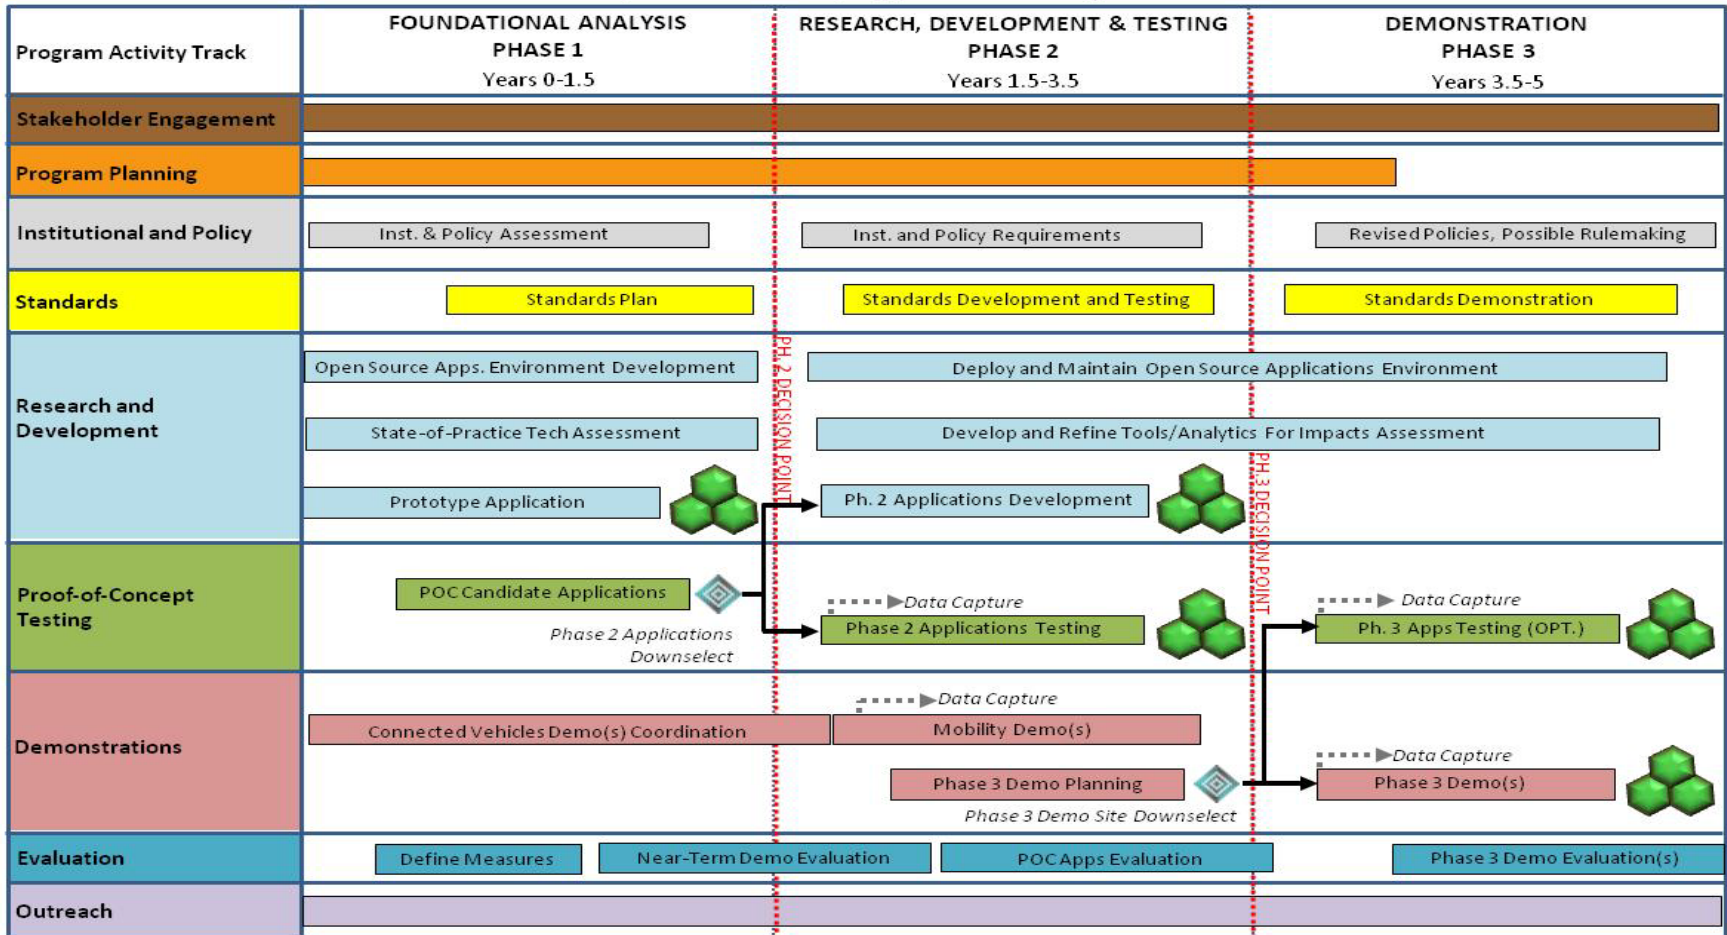 Program Activity Track
FOUNDATIONAL ANALYSIS
PHASE 1
Years 0-1.5
RESEARCH, DEVELOPMENT & TESTING
PHASE 2
Years 1.5-3.5
DEMONSTRATION
PHASE 3
Years 3.5-5
Stakeholder Engagement
Program Planning
Institutional and Policy
Inst. & Policy Assessment
Inst. and Policy Requirements
Revised Policies, Possible Rulemaking
Standards
Standards Plan
Standards Development and Testing
Standards Demonstration
Research and
Development
Open Source Apps. Environment Development
Deploy and Maintain Open Source Applications Environment
State-of-Practice Tech Assessment
Develop and Refine Tools/Analytics For Impacts Assessment
Prototype Application
Ph. 2 Applications Development
PH. 2 DECISION POINT
PH.3 DECISION POINT
Proof-of-Concept
Testing
POC Candidate Applications
Phase 2 Applications
Downselect
Data Capture
Phase 2 Applications Testing
Data Capture
Ph. 3 Apps Testing (OPT.)
Demonstrations
Connected Vehicles Demo(s) Coordination
Data Capture
Mobility Demo(s)
Phase 3 Demo Planning
Phase 3 Demo Site Downselect
Data Capture
Phase 3 Demo(s)
Evaluation
Define Measures
Near-Term Demo Evaluation
POC Apps Evaluation
Phase 3 Demo Evaluation(s)
Outreach